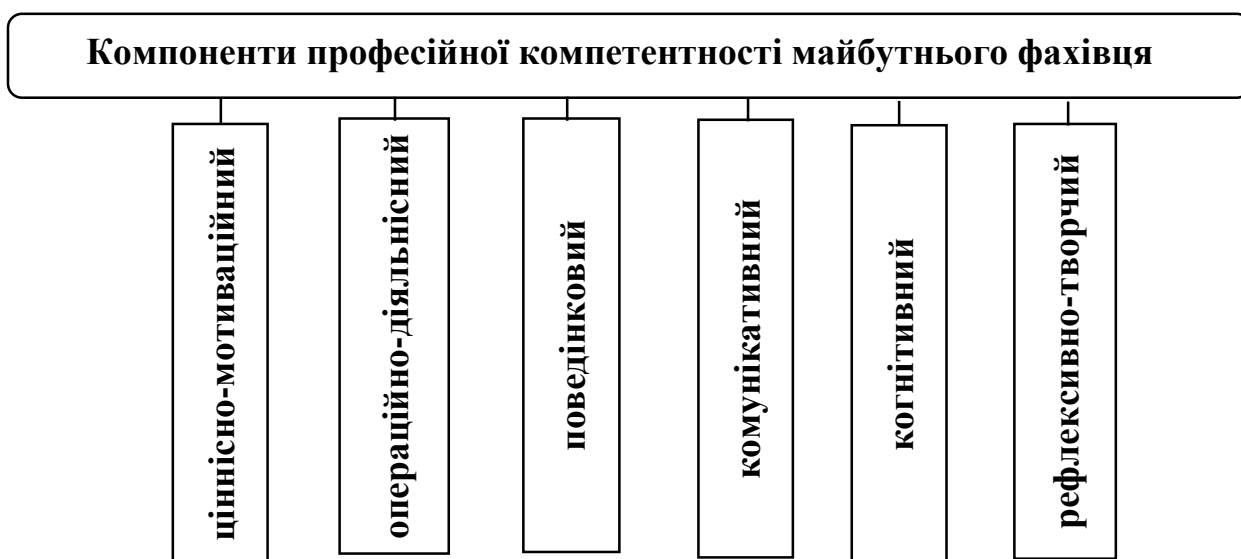 Компоненти професійної компетентності майбутнього фахівця
ціннісно-мотиваційний
операційно-діяльнісний
поведінковий
комунікативний
когнітивний
рефлексивно-творчий